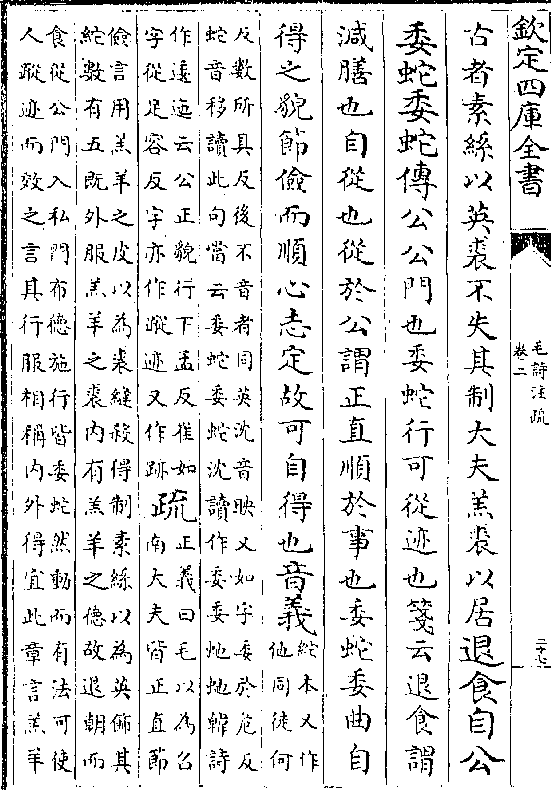 欽定四庫全書
毛詩注疏
卷二
二十七
古者素絲以英裘不失其制大夫羔裘以居退食自公
委蛇委蛇傳公公門也委蛇行可從迹也箋云退食謂
減膳也自從也從於公謂正直順於事也委蛇委曲自
得之貌節儉而順心志定故可自得也音義
紽本又作
他同徒何
反數所具反後不音者同英沈音映又如字委於危反
蛇音移讀此句當云委蛇委蛇沈讀作委委虵虵韓詩
作逶迤云公正貌行下孟反崔如
字從足容反字亦作蹤迹又作跡
疏
正義曰毛以為召
南大夫皆正直節
儉言用羔羊之皮以為裘縫殺得制素絲以為英飾其
紽數有五既外服羔羊之裘內有羔羊之德故退朝而
食從公門入私門布德施行皆委蛇然動而有法可使
人蹤迹而效之言其行服相稱內外得宜此章言羔羊